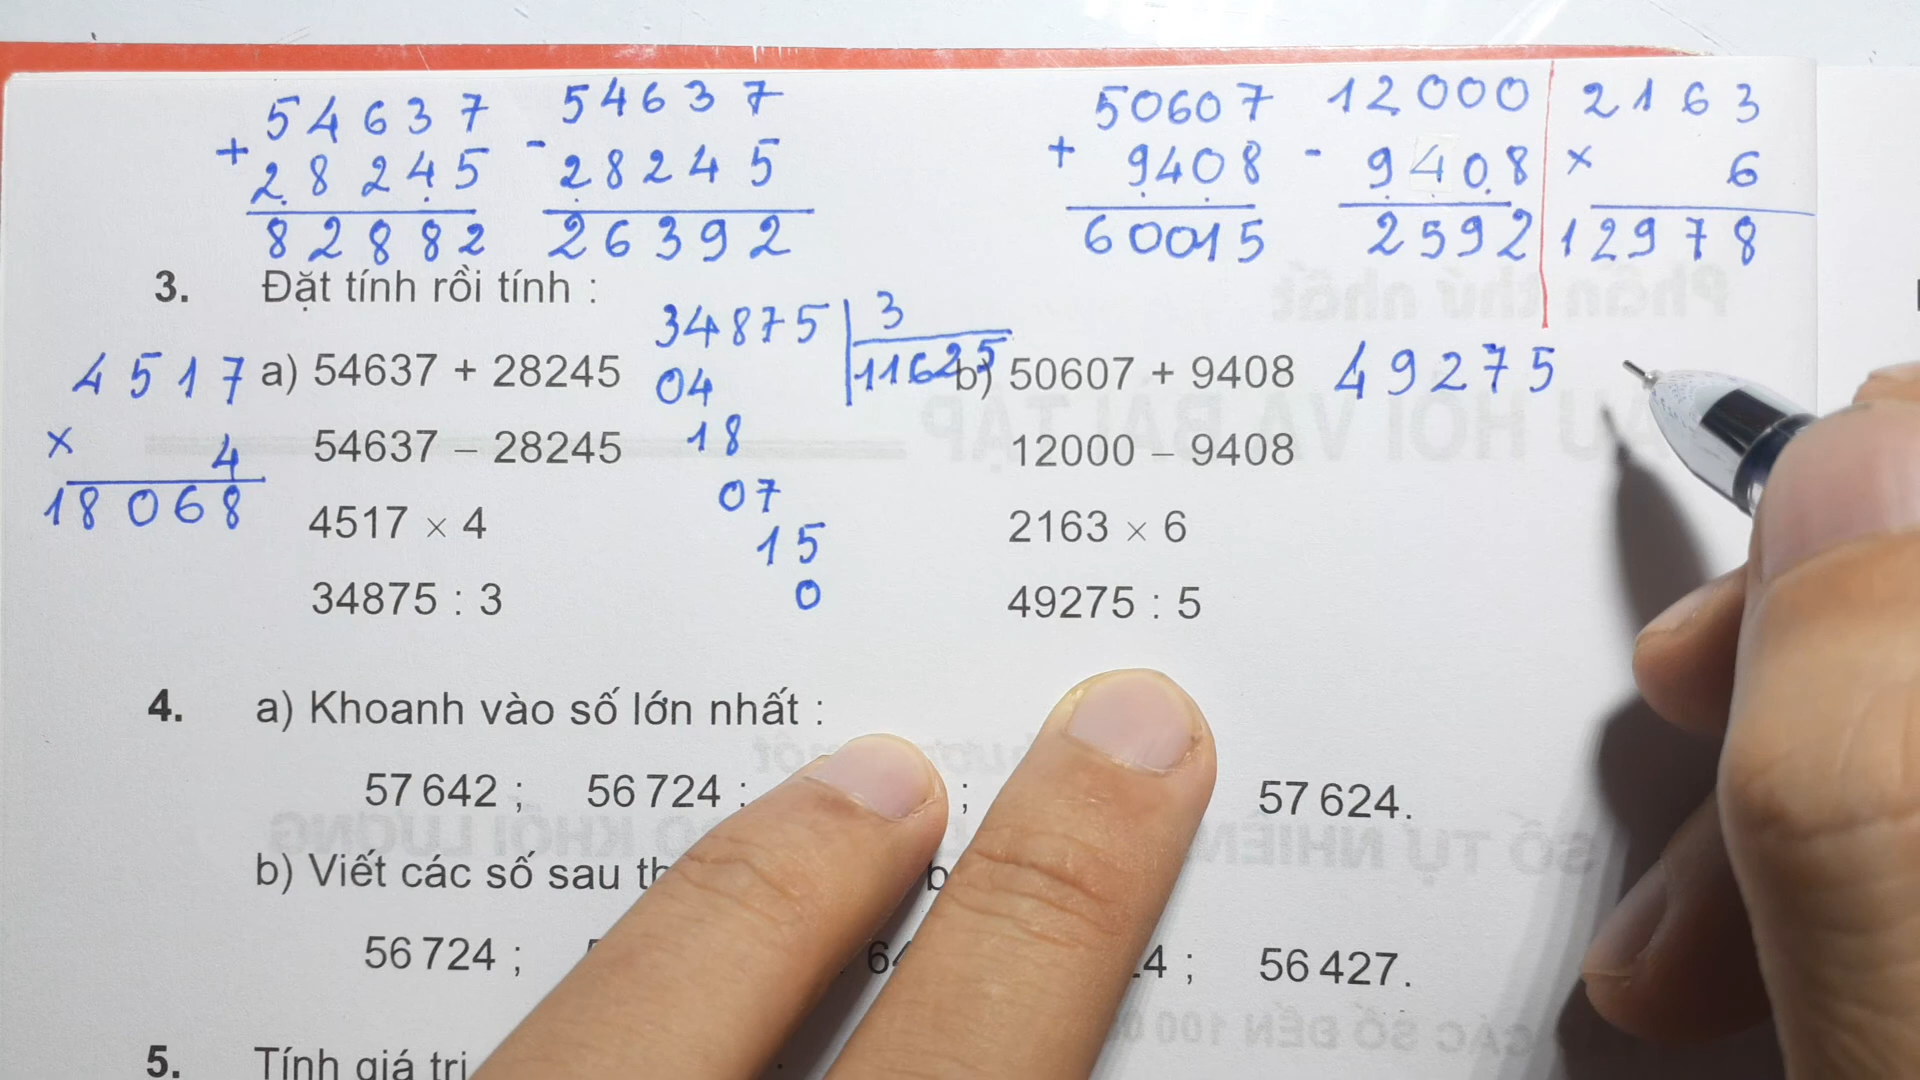 54637
+ 28245
82882
54637
- 28245
26392
50607
+ 9408
60015
12000
- 9408
2592
2163
× 6
12978
3. Đặt tính rồi tính :
4517
× 4
18068
a) 54637 + 28245
54637 – 28245
4517 × 4
34875 : 3
34875 3
04 11625
18
07
15
0
b) 50607 + 9408
12000 – 9408
2163 × 6
49275 : 5
49275
4. a) Khoanh vào số lớn nhất :
57 642 ; 56 724 ; ; 57 624.
b) Viết các số sau
56 724 ; 56 427.
5. Tính giá trị